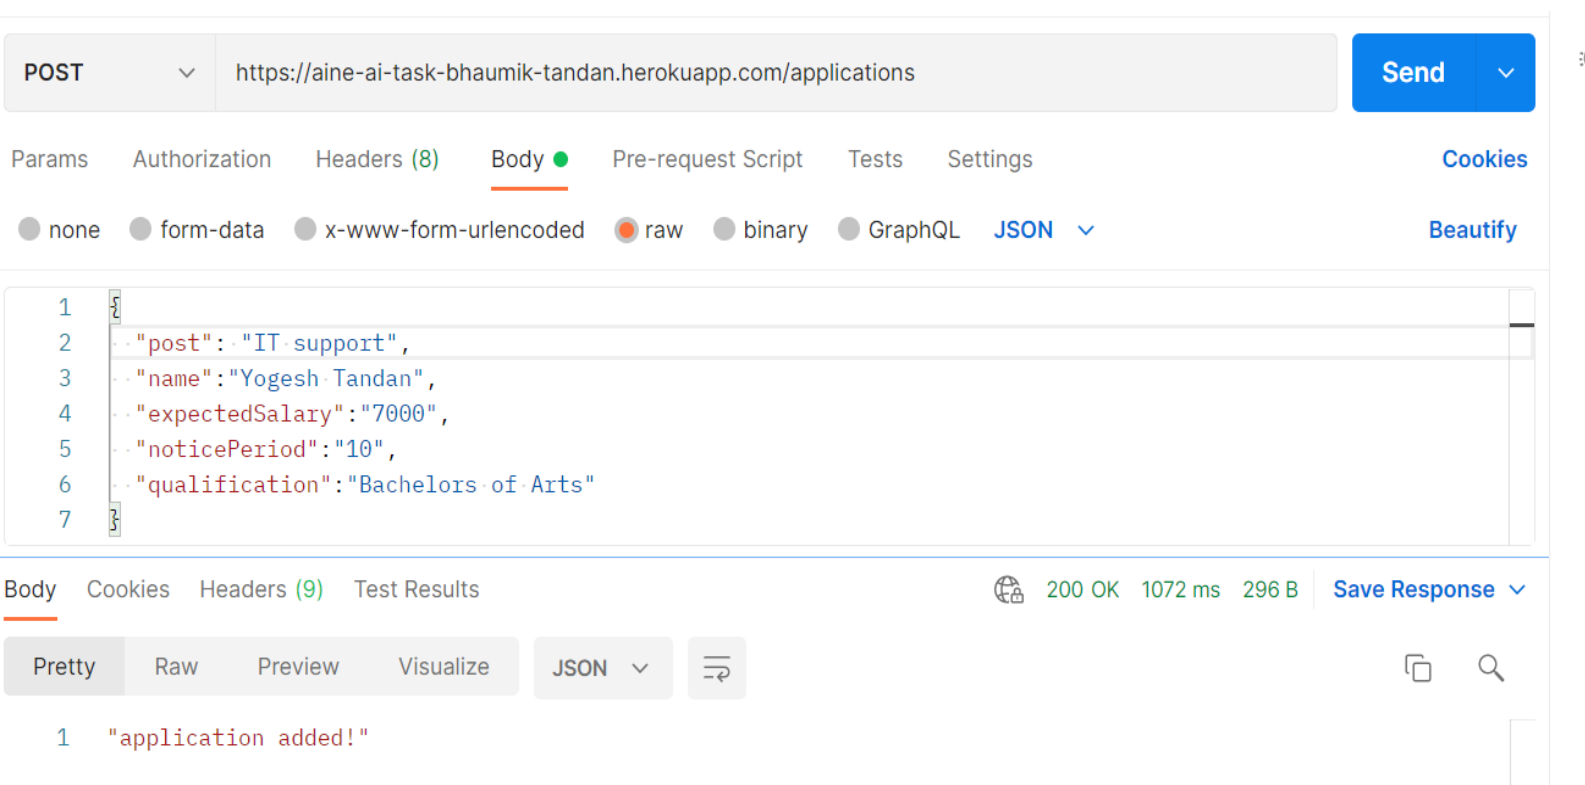 POST https://aine-ai-task-bhaumik-tandan.herokuapp.com/applications Send
Params Authorization Headers (8) Body Pre-request Script Tests Settings Cookies
none form-data x-www-form-urlencoded raw binary GraphQL JSON Beautify
1 {
2 "post": "IT support",
3 "name":"Yogesh Tandan",
4 "expectedSalary":"7000",
5 "noticePeriod":"10",
6 "qualification":"Bachelors of Arts"
7 }
Body Cookies Headers (9) Test Results 200 OK 1072 ms 296 B Save Response
Pretty Raw Preview Visualize JSON
1 "application added!"